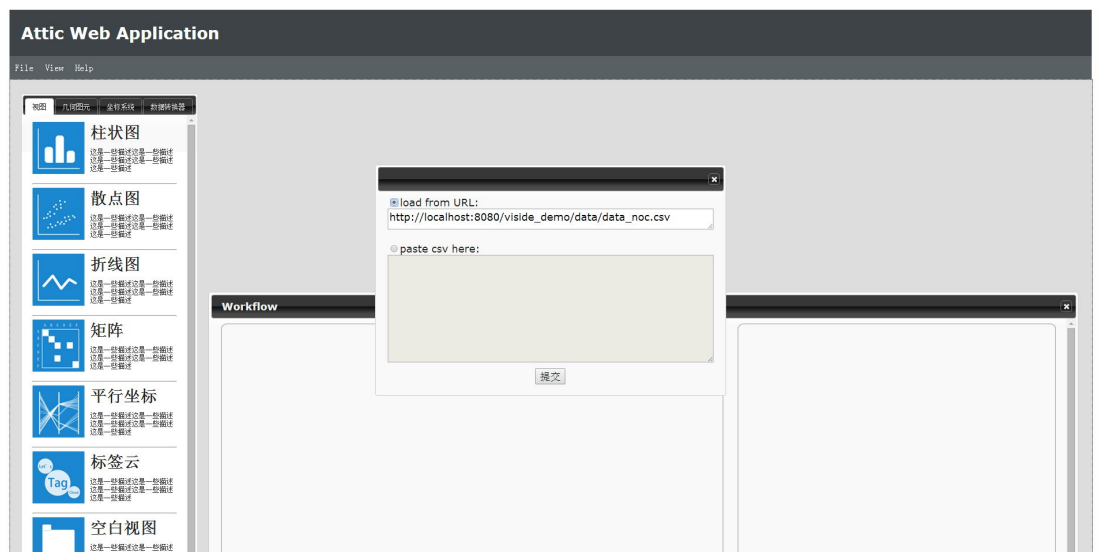 Attic Web Application
File View Help
视图 几何图元 坐标系统 数据转换器
柱状图
这是一些描述这是一些描述
这是一些描述这是一些描述
这是一些描述
散点图
这是一些描述这是一些描述
这是一些描述这是一些描述
这是一些描述
折线图
这是一些描述这是一些描述
这是一些描述这是一些描述
这是一些描述
矩阵
这是一些描述这是一些描述
这是一些描述这是一些描述
这是一些描述
平行坐标
这是一些描述这是一些描述
这是一些描述这是一些描述
这是一些描述
标签云
Tag
这是一些描述这是一些描述
这是一些描述这是一些描述
这是一些描述
空白视图
这是一些描述这是一些描述
load from URL:
http://localhost:8080/viside_demo/data/data_noc.csv
paste csv here:
提交
Workflow